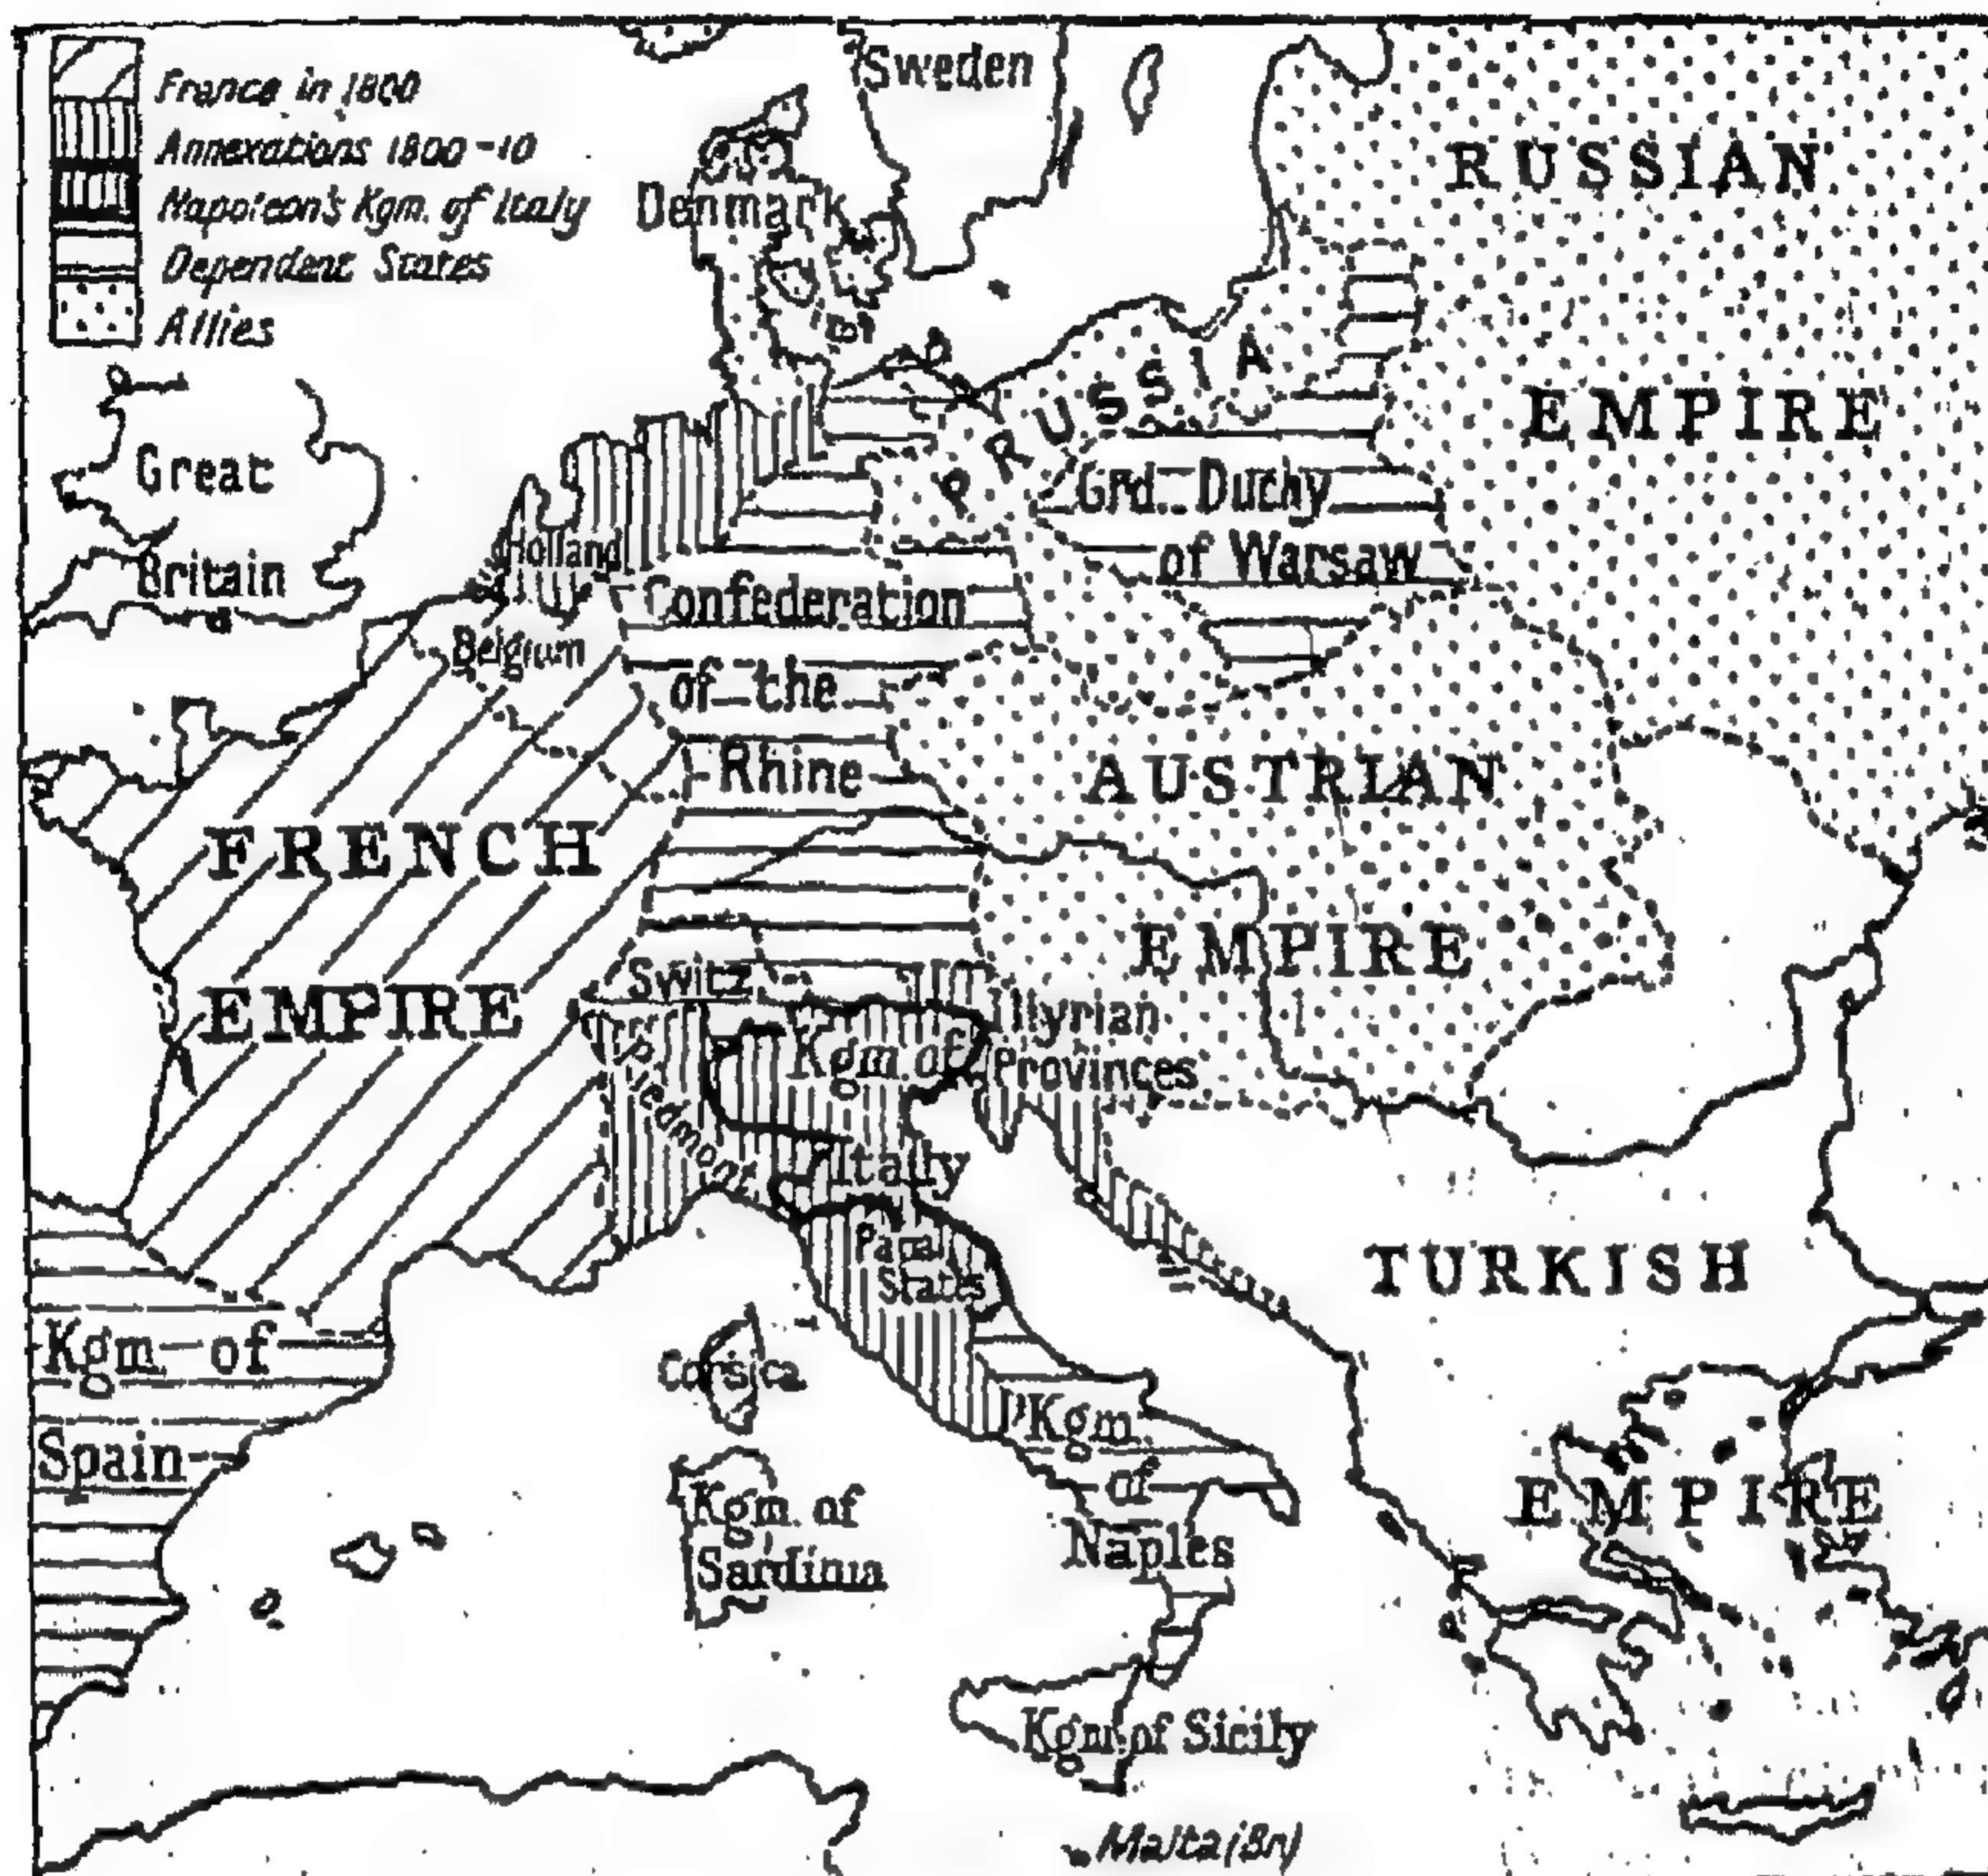 France in 1800
Annexations 1800-10
Napoleon's Kgm. of Italy
Dependent States
Allies
Sweden
Denmark
RUSSIAN
EMPIRE
Great
Britain
PRUSSIA
Grd. Duchy
of Warsaw
Holland
Belgium
Confederation
of the
Rhine
FRENCH
EMPIRE
AUSTRIAN
EMPIRE
Switz.
Illyrian
Provinces
Piedmont
Kgm. of
Italy
Papal
States
TURKISH
EMPIRE
Kgm. of
Spain
Corsica
Kgm. of
Sardinia
Kgm.
of
Naples
Kgm. of Sicily
Malta (Br)